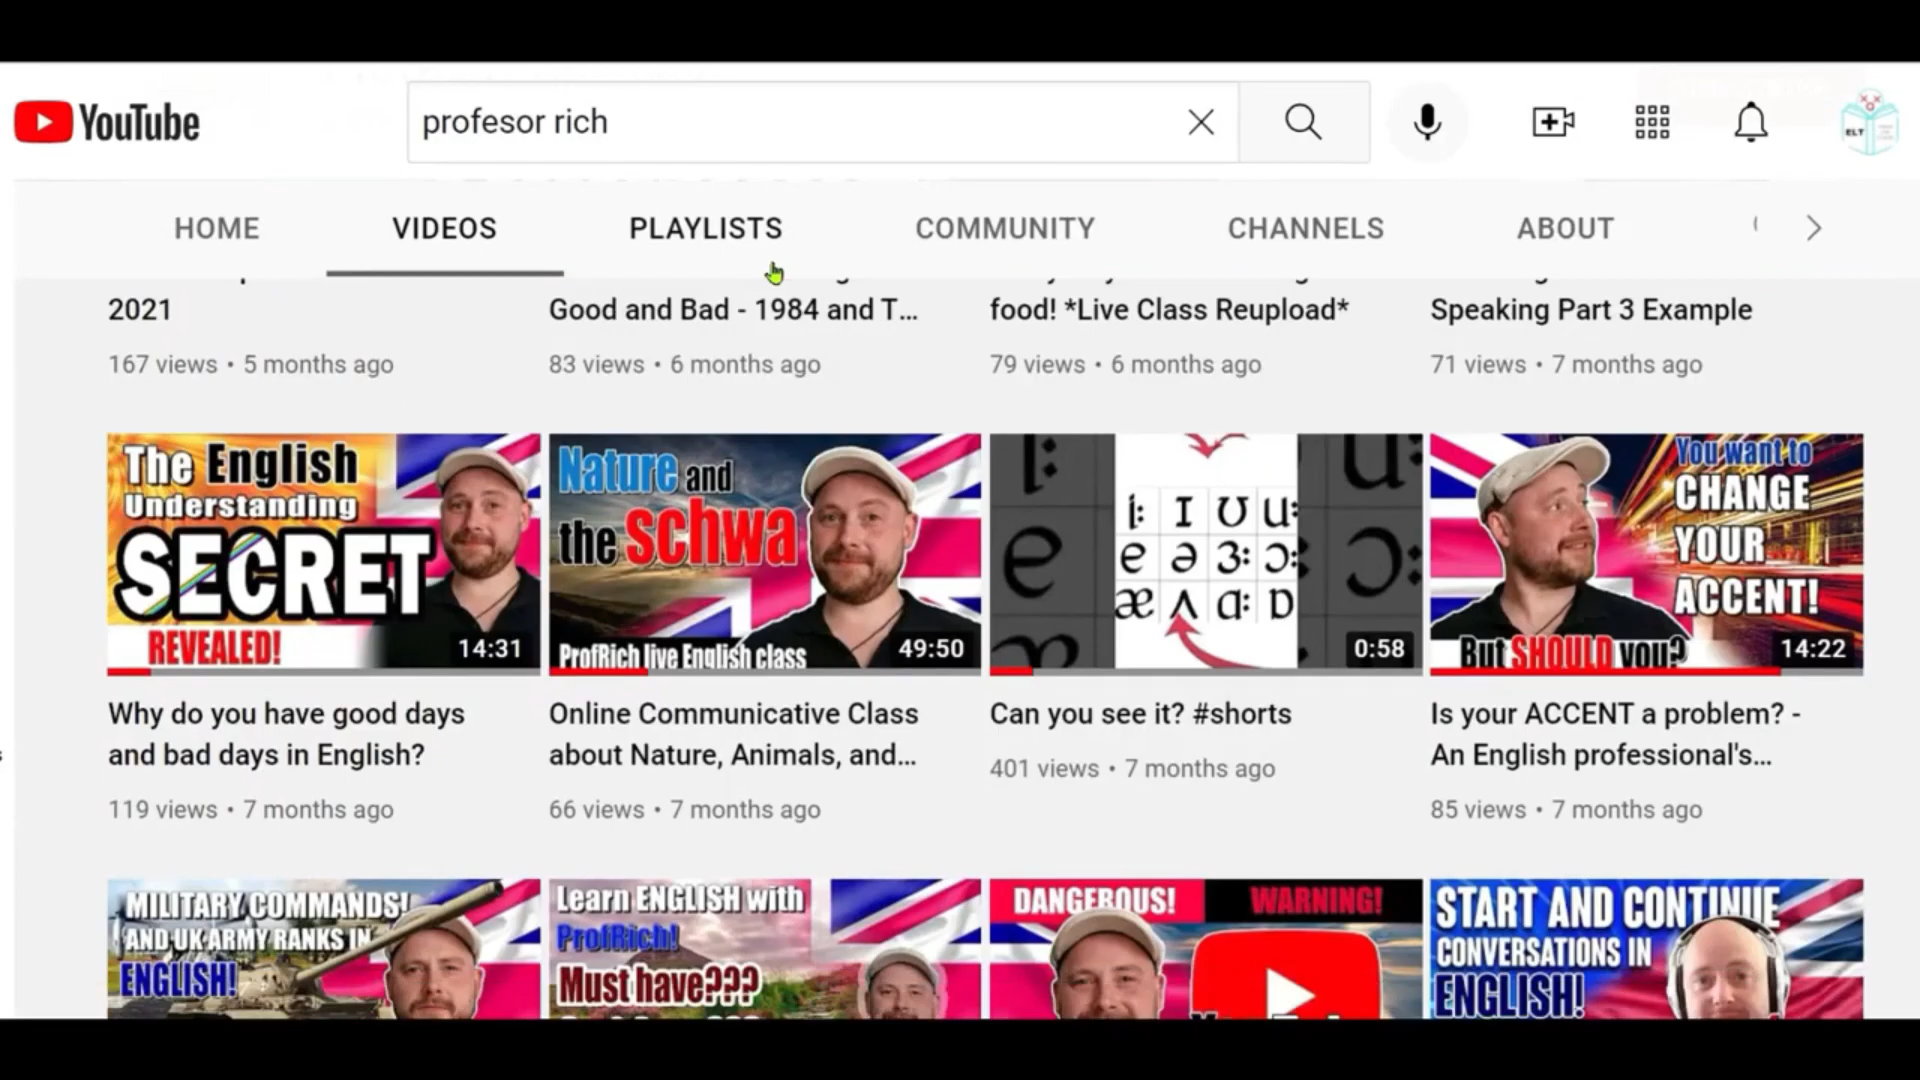 YouTube
profesor rich
ELT
HOME VIDEOS PLAYLISTS COMMUNITY CHANNELS ABOUT
2021
Good and Bad - 1984 and T...
food! *Live Class Reupload*
Speaking Part 3 Example
167 views • 5 months ago
83 views • 6 months ago
79 views • 6 months ago
71 views • 7 months ago
The English
Understanding
SECRET
REVEALED!
14:31
Nature and
the schwa
ProfRich live English class
49:50
i: ɪ ʊ u:
e ə ɜ: ɔ:
æ ʌ ɑ: ɒ
0:58
You want to
CHANGE
YOUR
ACCENT!
But SHOULD you?
14:22
Why do you have good days
and bad days in English?
119 views • 7 months ago
Online Communicative Class
about Nature, Animals, and...
66 views • 7 months ago
Can you see it? #shorts
401 views • 7 months ago
Is your ACCENT a problem? -
An English professional's...
85 views • 7 months ago
MILITARY COMMANDS!
AND UK ARMY RANKS IN
ENGLISH!
Learn ENGLISH with
ProfRich!
Must have???
DANGEROUS! WARNING!
START AND CONTINUE
CONVERSATIONS IN
ENGLISH!